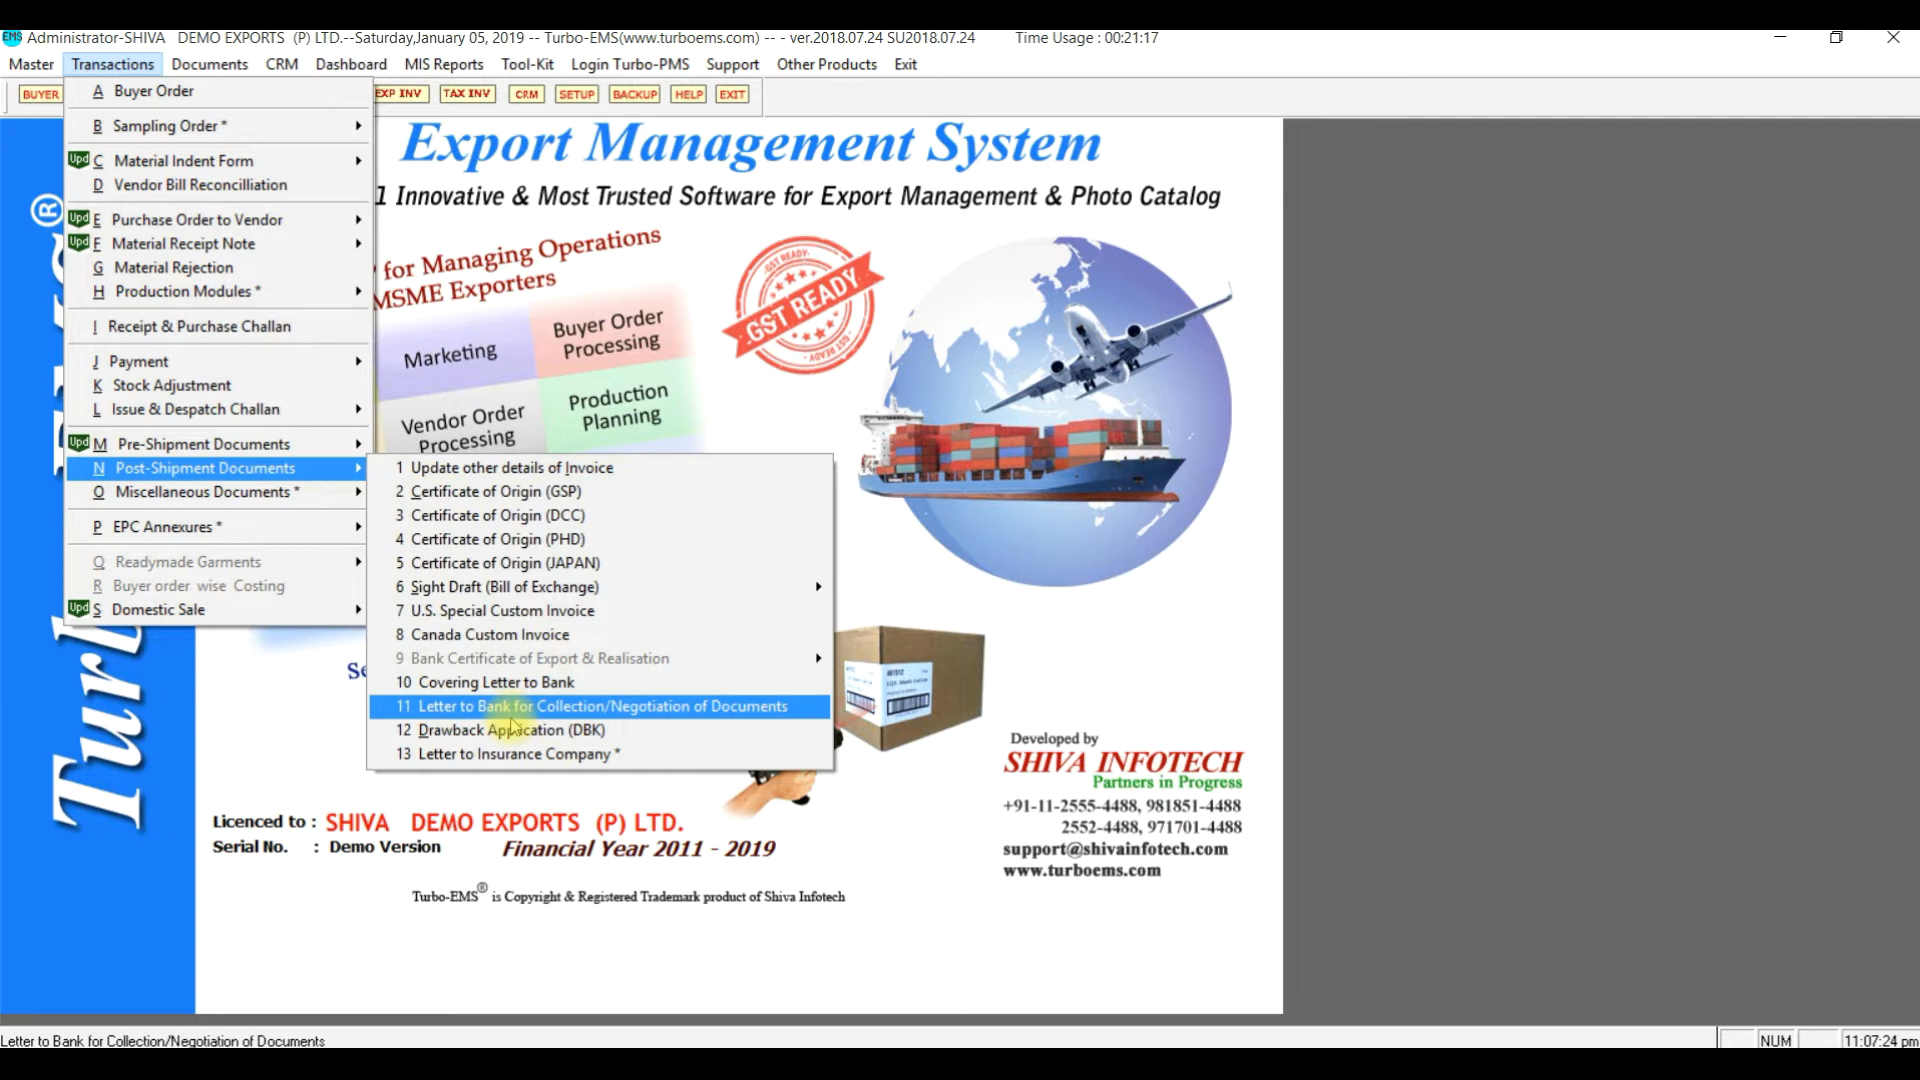 EMS Administrator-SHIVA DEMO EXPORTS (P) LTD.--Saturday,January 05, 2019 -- Turbo-EMS(www.turboems.com) -- - ver.2018.07.24 SU2018.07.24 Time Usage : 00:21:17
Master Transactions Documents CRM Dashboard MIS Reports Tool-Kit Login Turbo-PMS Support Other Products Exit
BUYER EXP INV TAX INV CRM SETUP BACKUP HELP EXIT
A Buyer Order
B Sampling Order *
Upd C Material Indent Form
D Vendor Bill Reconcilliation
Upd E Purchase Order to Vendor
Upd F Material Receipt Note
G Material Rejection
H Production Modules *
I Receipt & Purchase Challan
J Payment
K Stock Adjustment
L Issue & Despatch Challan
Upd M Pre-Shipment Documents
N Post-Shipment Documents
O Miscellaneous Documents *
P EPC Annexures *
Q Readymade Garments
R Buyer order wise Costing
Upd S Domestic Sale
1 Update other details of Invoice
2 Certificate of Origin (GSP)
3 Certificate of Origin (DCC)
4 Certificate of Origin (PHD)
5 Certificate of Origin (JAPAN)
6 Sight Draft (Bill of Exchange)
7 U.S. Special Custom Invoice
8 Canada Custom Invoice
9 Bank Certificate of Export & Realisation
10 Covering Letter to Bank
11 Letter to Bank for Collection/Negotiation of Documents
12 Drawback Application (DBK)
13 Letter to Insurance Company *
Export Management System
1 Innovative & Most Trusted Software for Export Management & Photo Catalog
for Managing Operations
MSME Exporters
GST READY
GST READY
Marketing
Buyer Order
Processing
Vendor Order
Processing
Production
Planning
®
Turb
Se
Developed by
SHIVA INFOTECH
Partners in Progress
+91-11-2555-4488, 981851-4488
2552-4488, 971701-4488
support@shivainfotech.com
www.turboems.com
Licenced to : SHIVA DEMO EXPORTS (P) LTD.
Serial No. : Demo Version Financial Year 2011 - 2019
Turbo-EMS® is Copyright & Registered Trademark product of Shiva Infotech
Letter to Bank for Collection/Negotiation of Documents NUM 11:07:24 pm